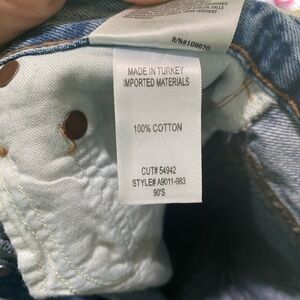 R/N#109870
MADE IN TURKEY
IMPORTED MATERIALS
100% COTTON
CUT# 54942
STYLE# A9011-983
90'S